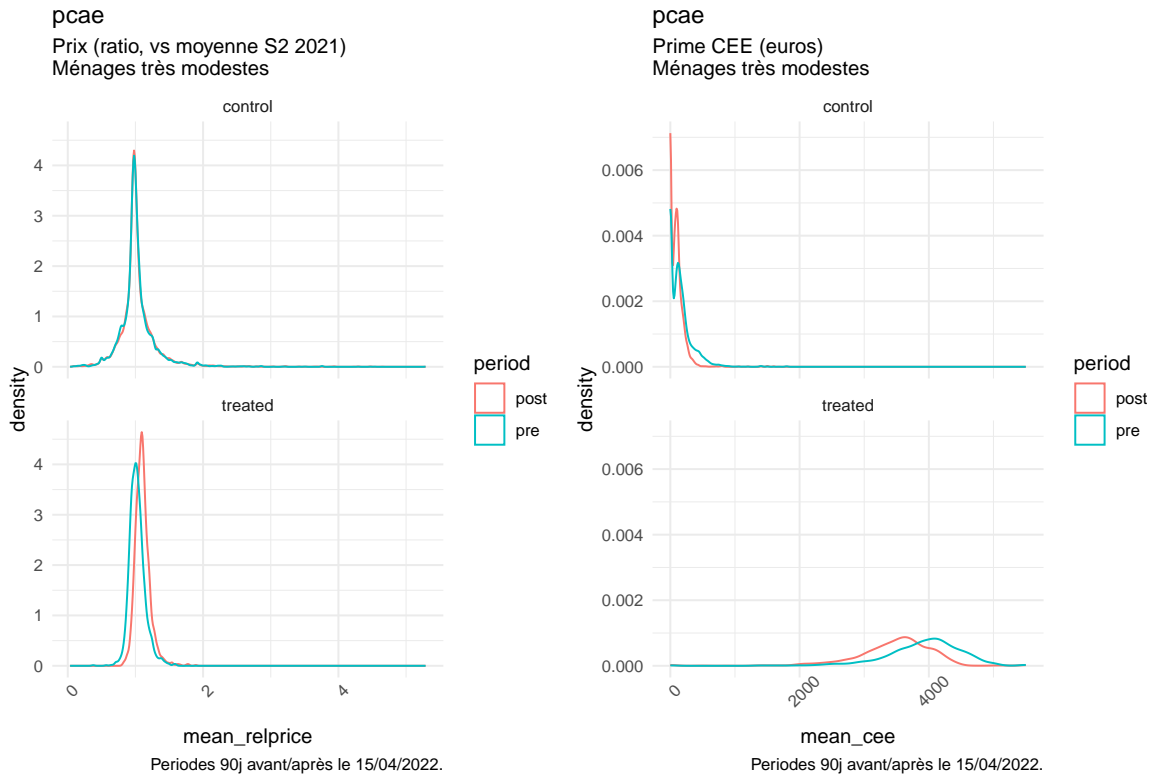 pcae
Prix (ratio, vs moyenne S2 2021)
Ménages très modestes
control
4
3
2
1
0
treated
4
3
2
1
0
0
2
4
density
mean_relprice
period
post
pre
Periodes 90j avant/après le 15/04/2022.
pcae
Prime CEE (euros)
Ménages très modestes
control
0.006
0.004
0.002
0.000
treated
0.006
0.004
0.002
0.000
0
2000
4000
density
mean_cee
period
post
pre
Periodes 90j avant/après le 15/04/2022.